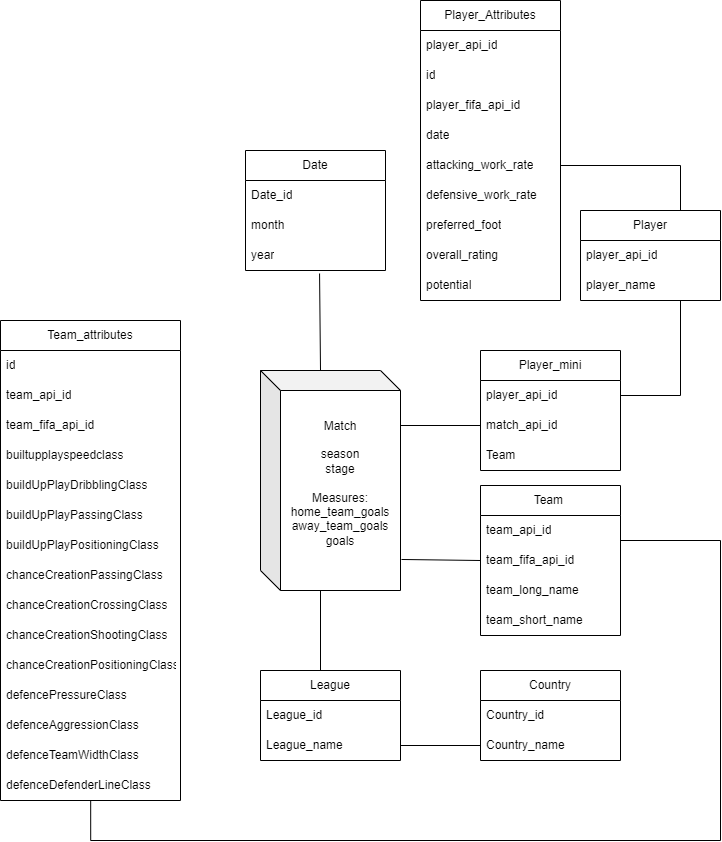 Player_Attributes
player_api_id
id
player_fifa_api_id
date
attacking_work_rate
defensive_work_rate
preferred_foot
overall_rating
potential
Date
Date_id
month
year
Player
player_api_id
player_name
Team_attributes
id
team_api_id
team_fifa_api_id
builtupplayspeedclass
buildUpPlayDribblingClass
buildUpPlayPassingClass
buildUpPlayPositioningClass
chanceCreationPassingClass
chanceCreationCrossingClass
chanceCreationShootingClass
chanceCreationPositioningClass
defencePressureClass
defenceAggressionClass
defenceTeamWidthClass
defenceDefenderLineClass
Match
season
stage
Measures:
home_team_goals
away_team_goals
goals
Player_mini
player_api_id
match_api_id
Team
Team
team_api_id
team_fifa_api_id
team_long_name
team_short_name
League
League_id
League_name
Country
Country_id
Country_name